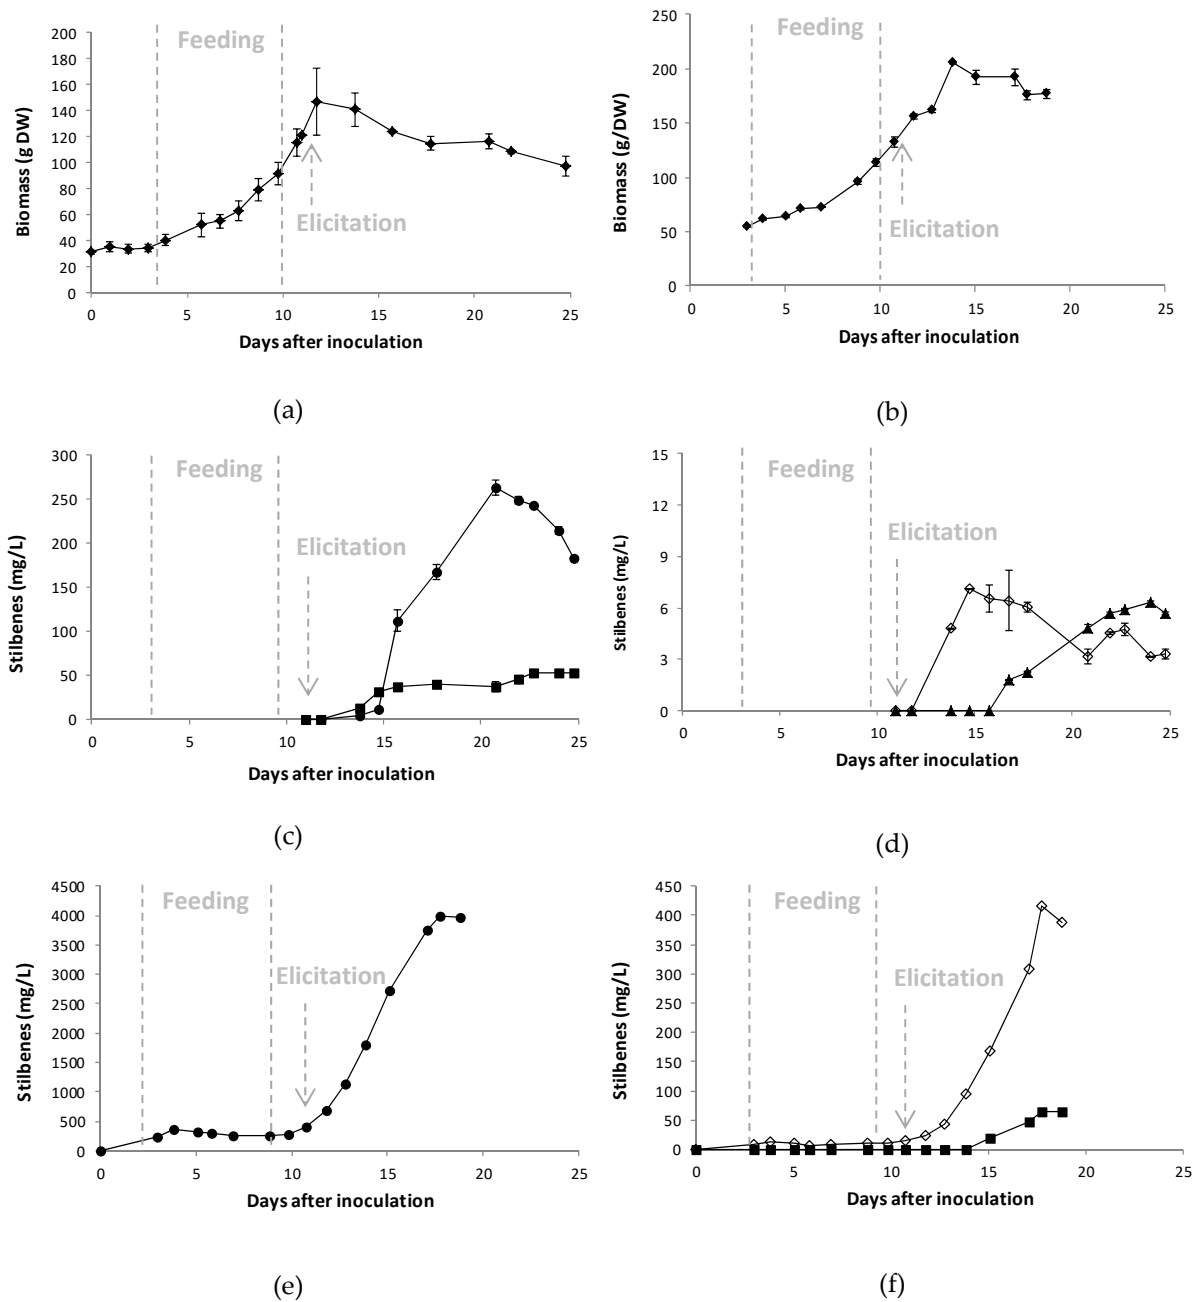 Feeding
Elicitation
Biomass (g DW)
200
180
160
140
120
100
80
60
40
20
0
0 5 10 15 20 25
Days after inoculation
(a)
Feeding
Elicitation
Biomass (g/DW)
250
200
150
100
50
0
0 5 10 15 20 25
Days after inoculation
(b)
Feeding
Elicitation
Stilbenes (mg/L)
300
250
200
150
100
50
0
0 5 10 15 20 25
Days after inoculation
(c)
Feeding
Elicitation
Stilbenes (mg/L)
15
12
9
6
3
0
0 5 10 15 20 25
Days after inoculation
(d)
Feeding
Elicitation
Stilbenes (mg/L)
4500
4000
3500
3000
2500
2000
1500
1000
500
0
0 5 10 15 20 25
Days after inoculation
(e)
Feeding
Elicitation
Stilbenes (mg/L)
450
400
350
300
250
200
150
100
50
0
0 5 10 15 20 25
Days after inoculation
(f)